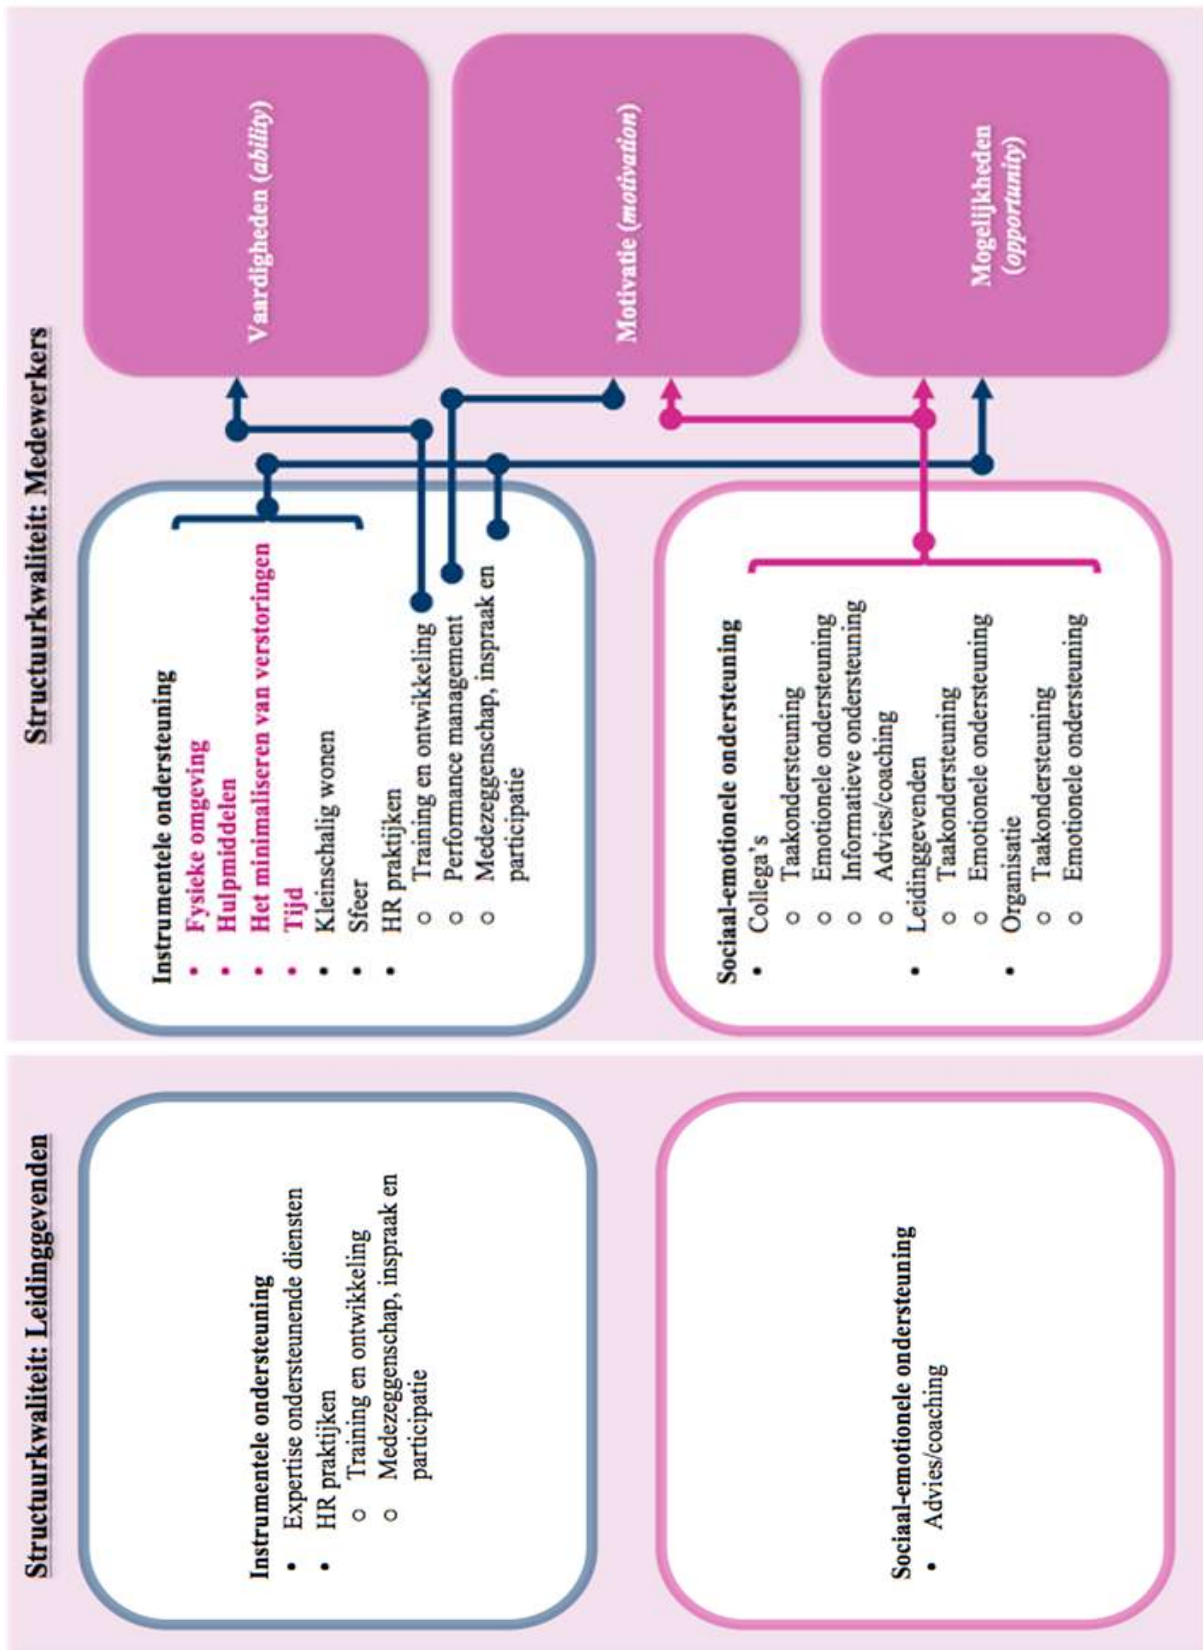 Structuurkwaliteit: Leidinggevenden
Instrumentele ondersteuning
• Expertise ondersteunende diensten
• HR praktijken
o Training en ontwikkeling
o Medezeggenschap, inspraak en
participatie
Sociaal-emotionele ondersteuning
• Advies/coaching
Structuurkwaliteit: Medewerkers
Instrumentele ondersteuning
• Fysieke omgeving
• Hulpmiddelen
• Het minimaliseren van verstoringen
• Tijd
• Kleinschalig wonen
• Sfeer
• HR praktijken
o Training en ontwikkeling
o Performance management
o Medezeggenschap, inspraak en
participatie
Sociaal-emotionele ondersteuning
• Collega's
o Taakondersteuning
o Emotionele ondersteuning
o Informatieve ondersteuning
o Advies/coaching
• Leidinggevenden
o Taakondersteuning
o Emotionele ondersteuning
• Organisatie
o Taakondersteuning
o Emotionele ondersteuning
Vaardigheden (ability)
Motivatie (motivation)
Mogelijkheden
(opportunity)